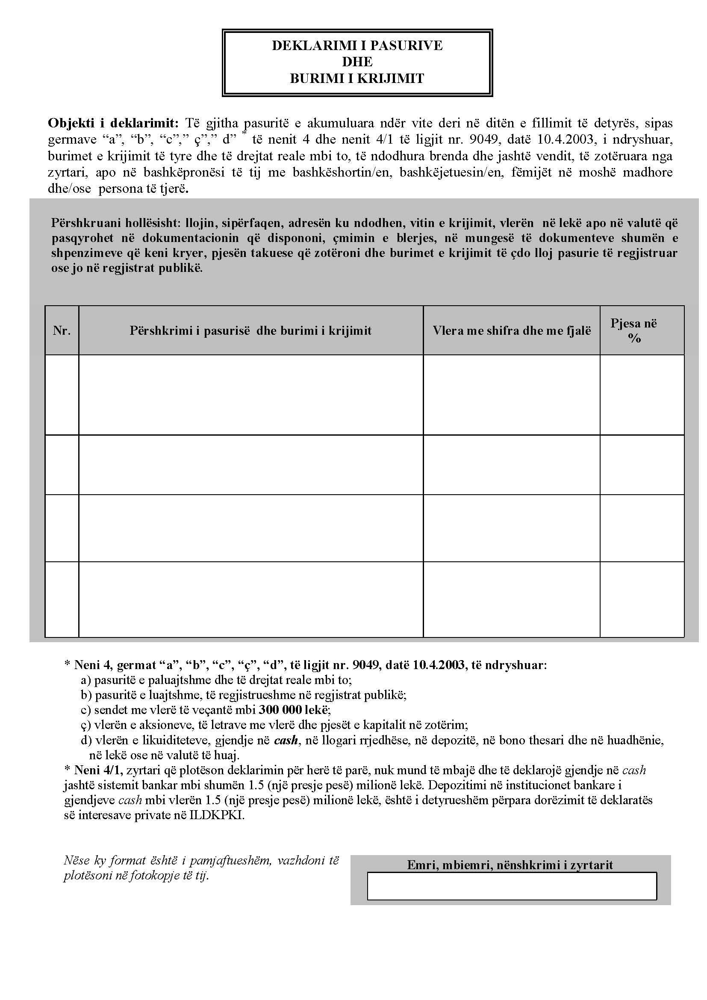 DEKLARIMI I PASURIVE
DHE
BURIMI I KRIJIMIT
Objekti i deklarimit: Të gjitha pasuritë e akumuluara ndër vite deri në ditën e fillimit të detyrës, sipas
germave “a”, “b”, “c”,” ç”,” d” * të nenit 4 dhe nenit 4/1 të ligjit nr. 9049, datë 10.4.2003, i ndryshuar,
burimet e krijimit të tyre dhe të drejtat reale mbi to, të ndodhura brenda dhe jashtë vendit, të zotëruara nga
zyrtari, apo në bashkëpronësi të tij me bashkëshortin/en, bashkëjetuesin/en, fëmijët në moshë madhore
dhe/ose persona të tjerë.
Përshkruani hollësisht: llojin, sipërfaqen, adresën ku ndodhen, vitin e krijimit, vlerën në lekë apo në valutë që
pasqyrohet në dokumentacionin që disponon, çmimin e blerjes, në mungesë të dokumenteve shumën e
shpenzimeve që keni kryer, pjesën takuese që zotëroni dhe burimet e krijimit të çdo lloj pasurie të regjistruar
ose jo në regjistrat publikë.
Nr.
Përshkrimi i pasurisë dhe burimi i krijimit
Vlera me shifra dhe me fjalë
Pjesa në
%
* Neni 4, germat “a”, “b”, “c”, “ç”, “d”, të ligjit nr. 9049, datë 10.4.2003, të ndryshuar:
a) pasuritë e paluajtshme dhe të drejtat reale mbi to;
b) pasuritë e luajtshme, të regjistrueshme në regjistrat publikë;
c) sendet me vlerë të veçantë mbi 300 000 lekë;
ç) vlerën e aksioneve, të letrave me vlerë dhe pjesët e kapitalit në zotërim;
d) vlerën e likuiditeteve, gjendje në cash, në llogari rrjedhëse, në depozitë, në bono thesari dhe në huadhënie,
në lekë ose në valutë të huaj.
* Neni 4/1, zyrtari që plotëson deklarimin për herë të parë, nuk mund të mbajë dhe të deklarojë gjendje në cash
jashtë sistemit bankar mbi shumën 1.5 (një presje pesë) milionë lekë. Depozitimi në institucionet bankare i
gjendjeve cash mbi vlerën 1.5 (një presje pesë) milionë lekë, është i detyrueshëm përpara dorëzimit të deklaratës
së interesave private në ILDKPKI.
Nëse ky format është i pamjaftueshëm, vazhdoni të
plotësoni në fotokopje të tij.
Emri, mbiemri, nënshkrimi i zyrtarit